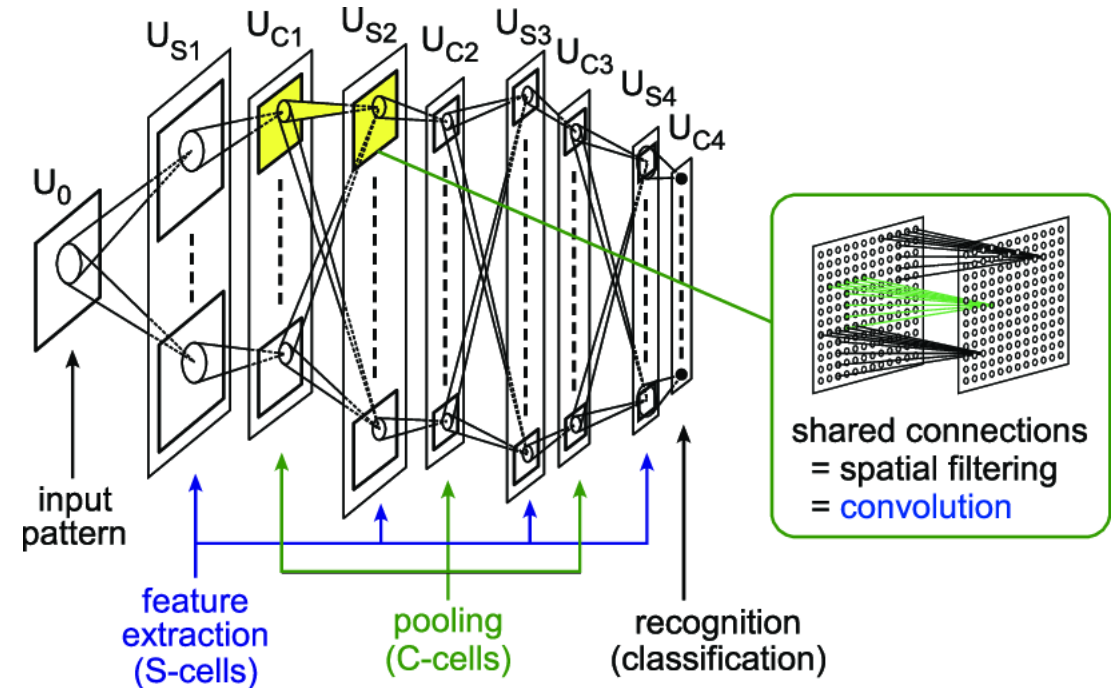 U0
US1
UC1
US2
UC2
US3
UC3
US4
UC4
input
pattern
feature
extraction
(S-cells)
pooling
(C-cells)
recognition
(classification)
shared connections
= spatial filtering
= convolution